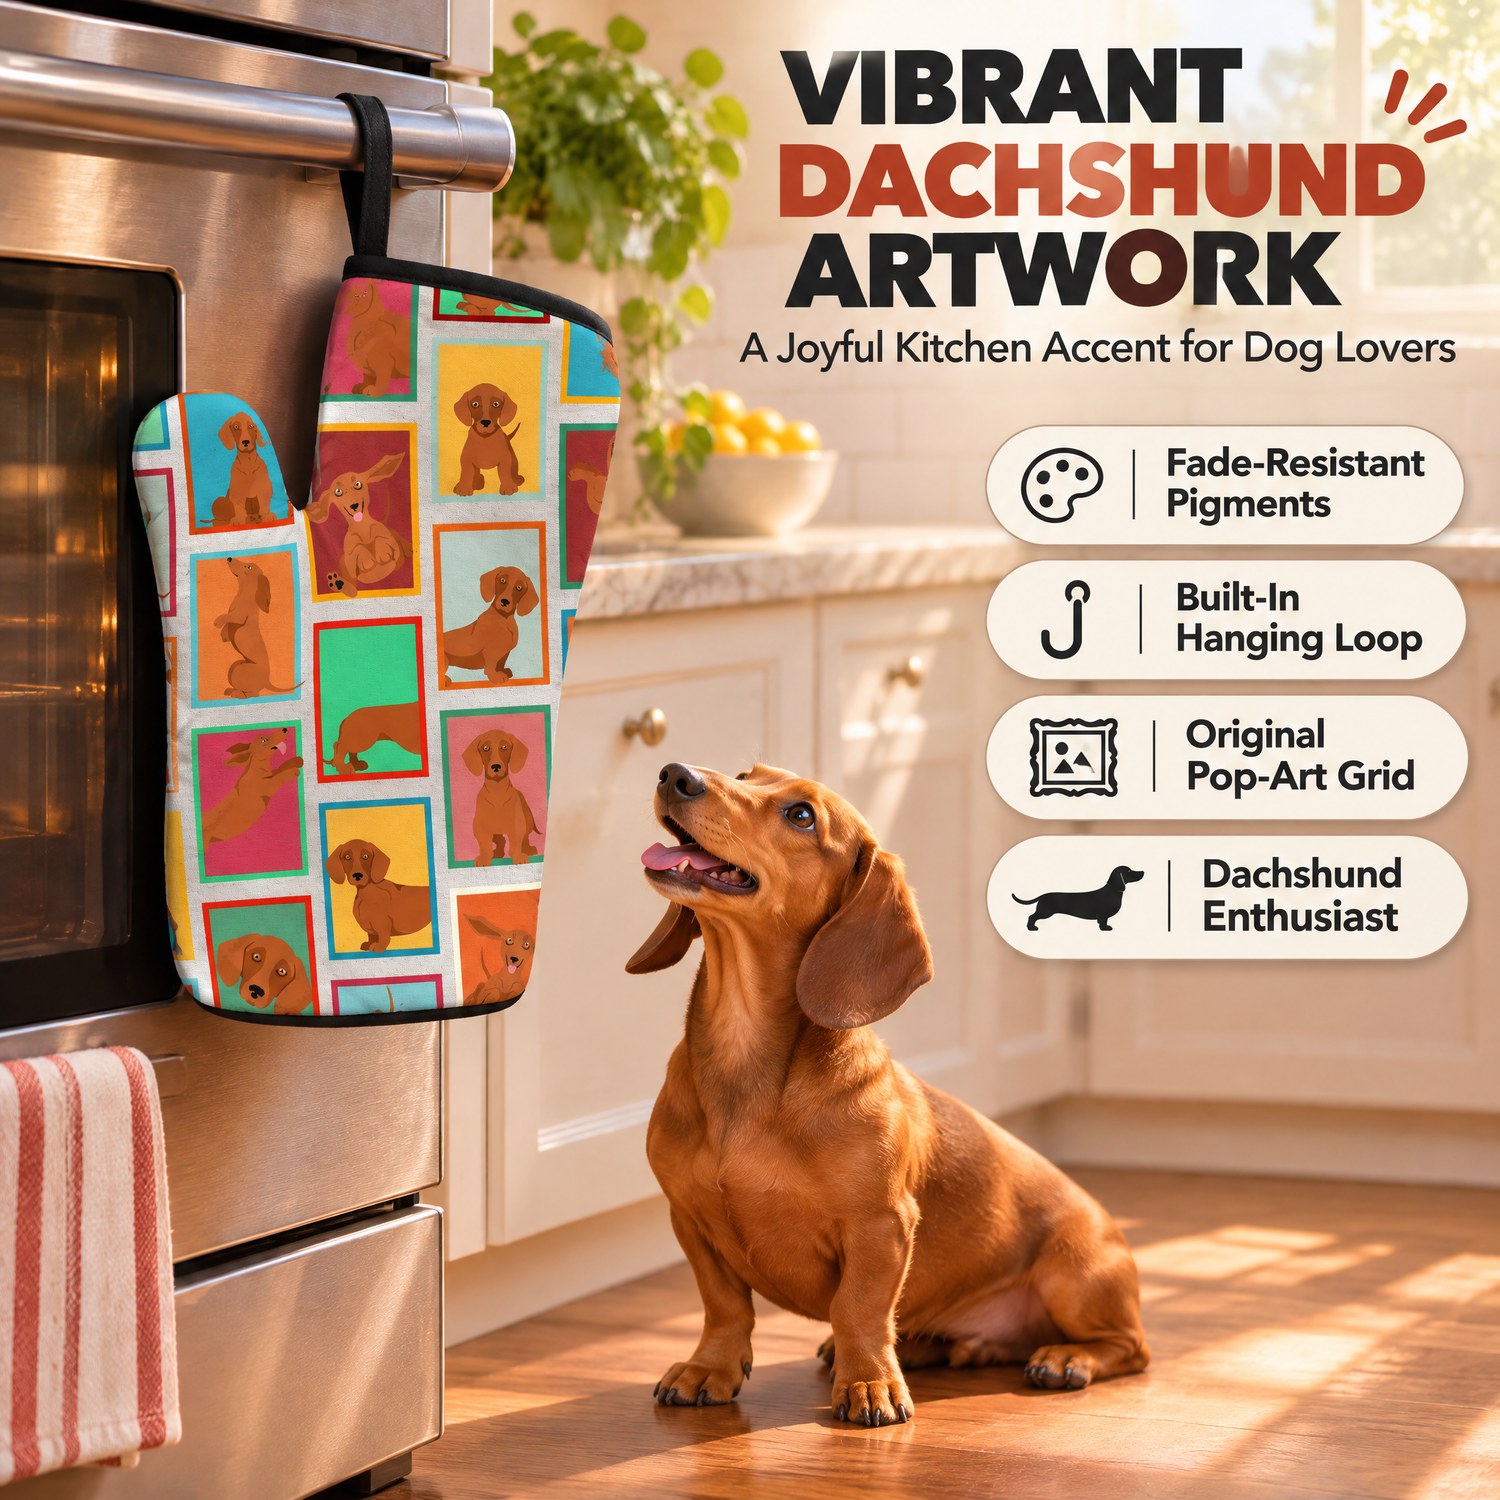 VIBRANT
DACHSHUND
ARTWORK
A Joyful Kitchen Accent for Dog Lovers
Fade-Resistant
Pigments
Built-In
Hanging Loop
Original
Pop-Art Grid
Dachshund
Enthusiast